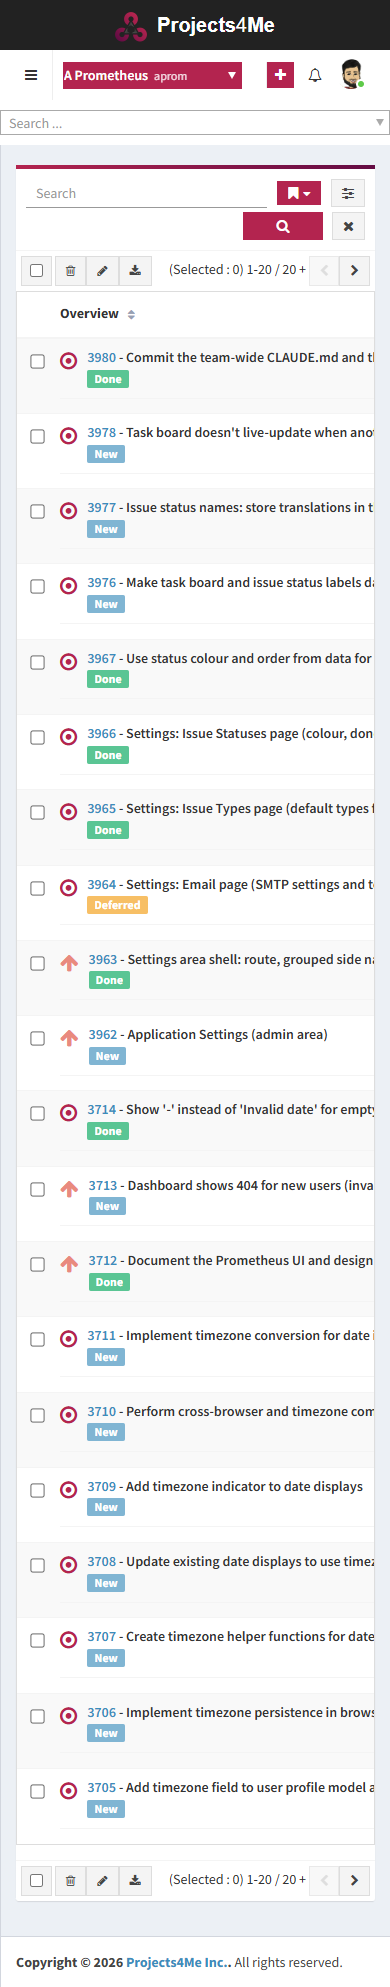 Projects4Me
A Prometheus aprom
Search ...
Search
(Selected : 0) 1-20 / 20 +
Overview
3980 - Commit the team-wide CLAUDE.md and th
Done
3978 - Task board doesn't live-update when ano
New
3977 - Issue status names: store translations in t
New
3976 - Make task board and issue status labels da
New
3967 - Use status colour and order from data for
Done
3966 - Settings: Issue Statuses page (colour, don
Done
3965 - Settings: Issue Types page (default types f
Done
3964 - Settings: Email page (SMTP settings and te
Deferred
3963 - Settings area shell: route, grouped side na
Done
3962 - Application Settings (admin area)
New
3714 - Show '-' instead of 'Invalid date' for empty
Done
3713 - Dashboard shows 404 for new users (inva
New
3712 - Document the Prometheus UI and design
Done
3711 - Implement timezone conversion for date i
New
3710 - Perform cross-browser and timezone com
New
3709 - Add timezone indicator to date displays
New
3708 - Update existing date displays to use timez
New
3707 - Create timezone helper functions for date
New
3706 - Implement timezone persistence in brows
New
3705 - Add timezone field to user profile model a
New
(Selected : 0) 1-20 / 20 +
Copyright © 2026 Projects4Me Inc.. All rights reserved.